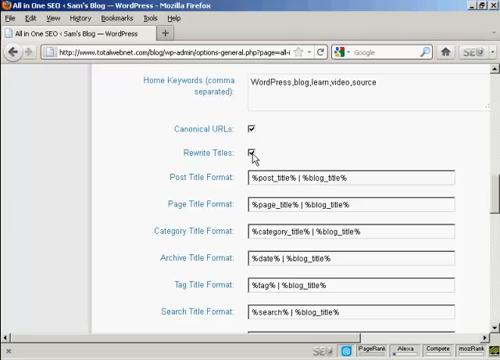 All in One SEO ‹ Sam's Blog — WordPress — Mozilla Firefox
File Edit View History Bookmarks Tools Help
All in One SEO ‹ Sam's Blog — WordPress +
http://www.totalwebnet.com/blog/wp-admin/options-general.php?page=all-i
Google
Home Keywords (comma separated): WordPress,blog,learn,video,source
Canonical URLs:
Rewrite Titles:
Post Title Format: %post_title% | %blog_title%
Page Title Format: %page_title% | %blog_title%
Category Title Format: %category_title% | %blog_title%
Archive Title Format: %date% | %blog_title%
Tag Title Format: %tag% | %blog_title%
Search Title Format: %search% | %blog_title%
SEO PageRank Alexa Compete mozRank